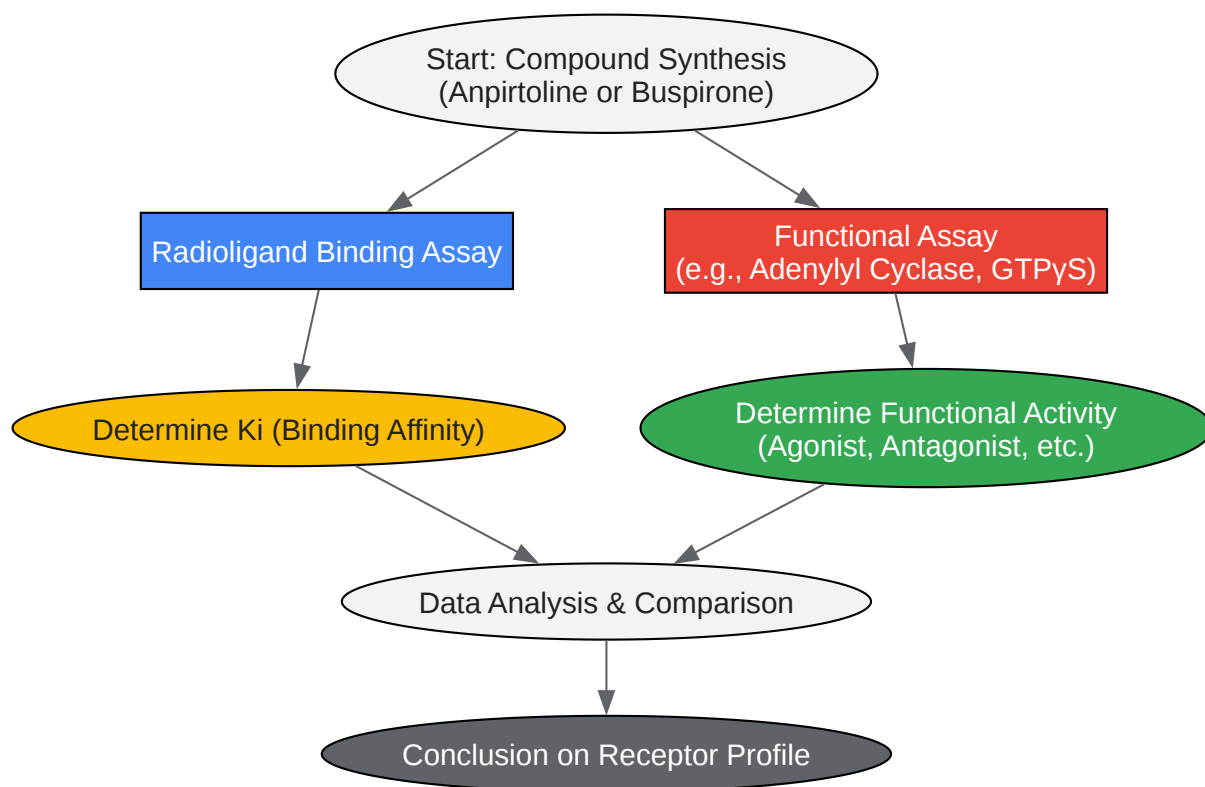 Start: Compound Synthesis
(Anpirtoline or Buspirone)
Radioligand Binding Assay
Functional Assay
(e.g., Adenylyl Cyclase, GTPγS)
Determine Ki (Binding Affinity)
Determine Functional Activity
(Agonist, Antagonist, etc.)
Data Analysis & Comparison
Conclusion on Receptor Profile